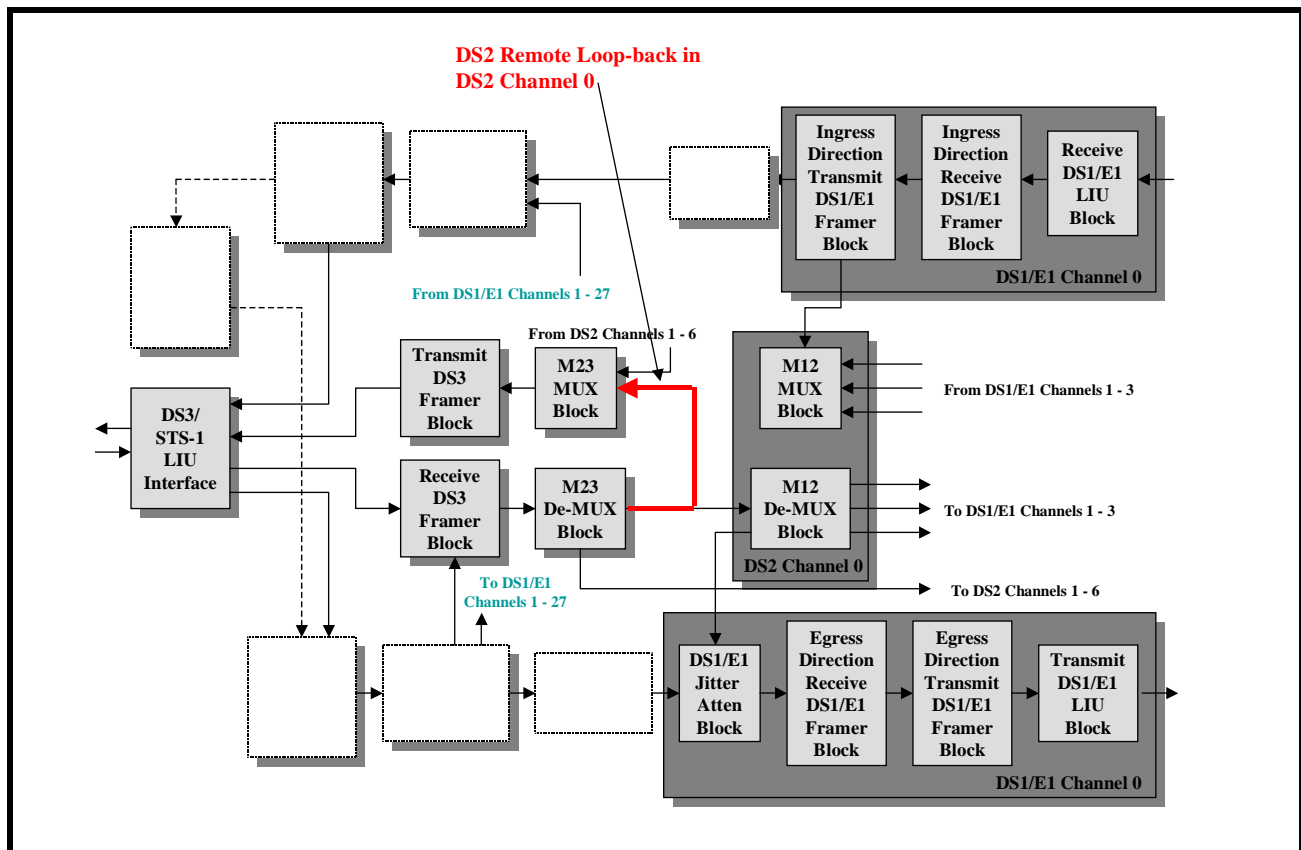 DS2 Remote Loop-back in
DS2 Channel 0
Ingress
Direction
Transmit
DS1/E1
Framer
Block
Ingress
Direction
Receive
DS1/E1
Framer
Block
Receive
DS1/E1
LIU
Block
DS1/E1 Channel 0
From DS1/E1 Channels 1 - 27
From DS2 Channels 1 - 6
Transmit
DS3
Framer
Block
M23
MUX
Block
M12
MUX
Block
From DS1/E1 Channels 1 - 3
DS3/
STS-1
LIU
Interface
Receive
DS3
Framer
Block
M23
De-MUX
Block
M12
De-MUX
Block
To DS1/E1 Channels 1 - 3
DS2 Channel 0
To DS1/E1
Channels 1 - 27
To DS2 Channels 1 - 6
DS1/E1
Jitter
Atten
Block
Egress
Direction
Receive
DS1/E1
Framer
Block
Egress
Direction
Transmit
DS1/E1
Framer
Block
Transmit
DS1/E1
LIU
Block
DS1/E1 Channel 0